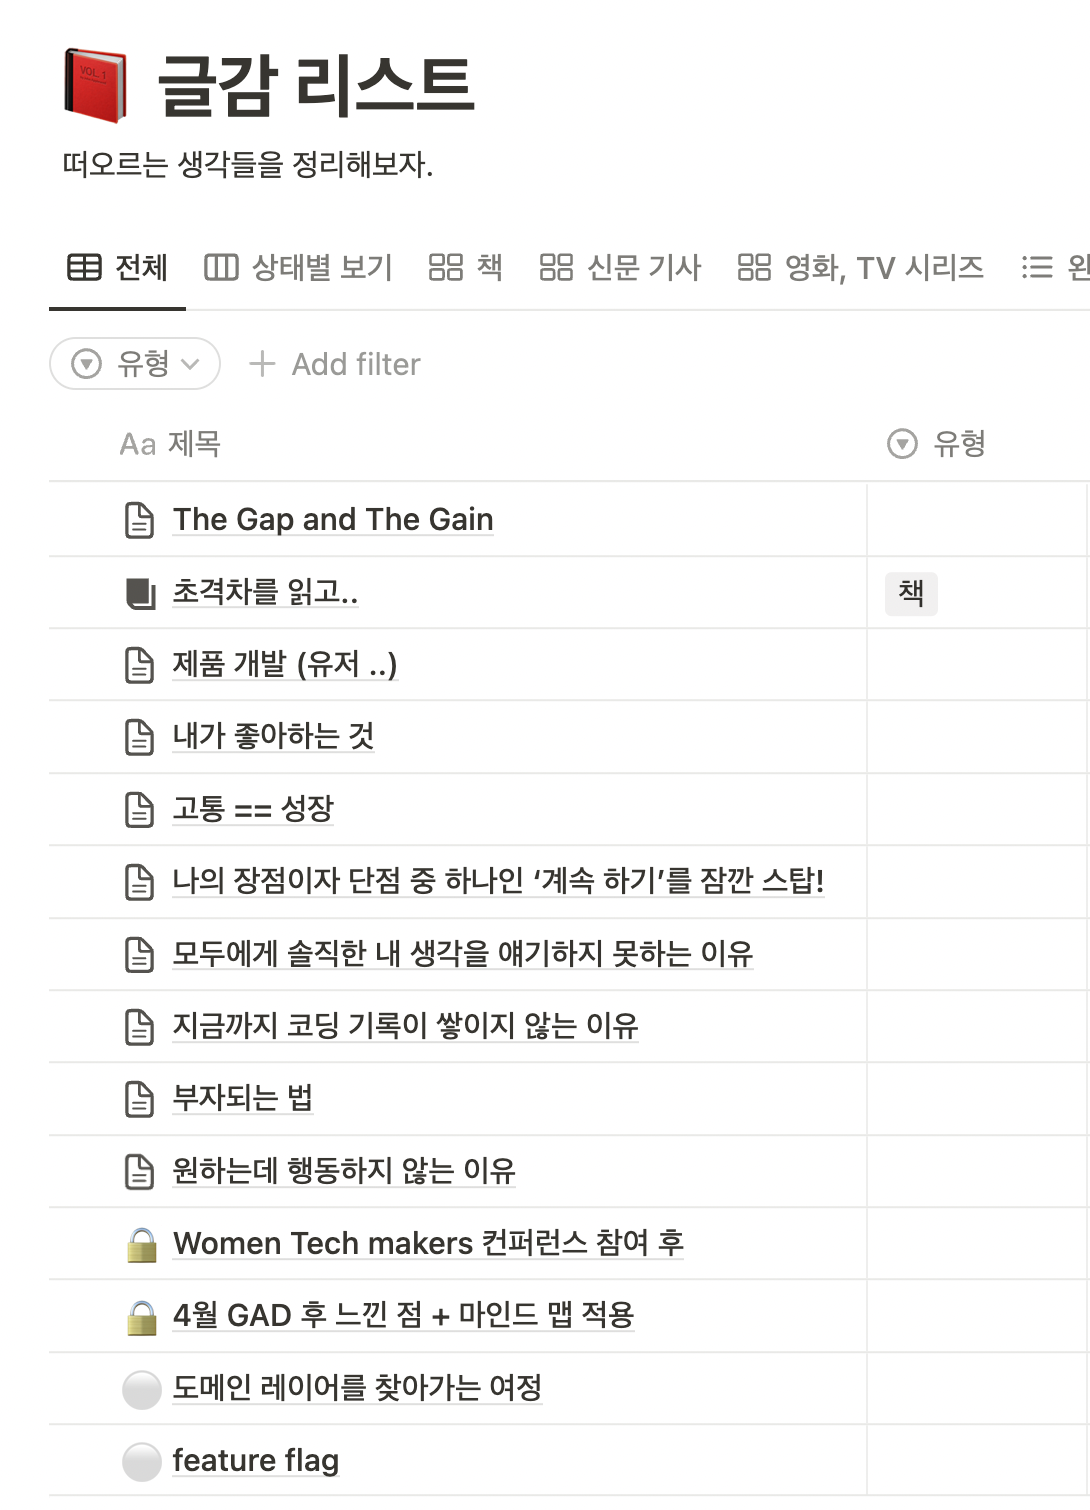 글감 리스트
떠오르는 생각들을 정리해보자.
전체 상태별 보기 책 신문 기사 영화, TV 시리즈
유형 Add filter
Aa 제목 유형
The Gap and The Gain
초격차를 읽고.. 책
제품 개발 (유저 ..)
내가 좋아하는 것
고통 == 성장
나의 장점이자 단점 중 하나인 ‘계속 하기’를 잠깐 스탑!
모두에게 솔직한 내 생각을 얘기하지 못하는 이유
지금까지 코딩 기록이 쌓이지 않는 이유
부자되는 법
원하는데 행동하지 않는 이유
Women Tech makers 컨퍼런스 참여 후
4월 GAD 후 느낀 점 + 마인드 맵 적용
도메인 레이어를 찾아가는 여정
feature flag